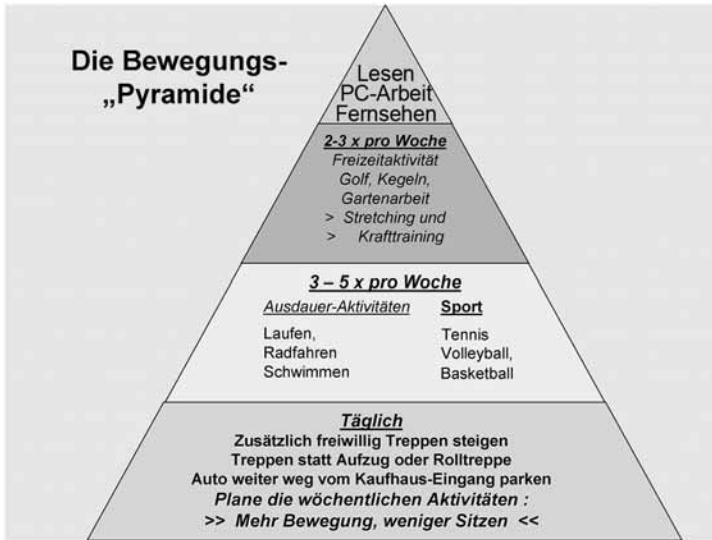 Die Bewegungs-
„Pyramide“
Lesen
PC-Arbeit
Fernsehen
2-3 x pro Woche
Freizeitaktivität
Golf, Kegeln,
Gartenarbeit
> Stretching und
> Krafttraining
3 – 5 x pro Woche
Ausdauer-Aktivitäten
Laufen,
Radfahren
Schwimmen
Sport
Tennis
Volleyball,
Basketball
Täglich
Zusätzlich freiwillig Treppen steigen
Treppen statt Aufzug oder Rolltreppe
Auto weiter weg vom Kaufhaus-Eingang parken
Plane die wöchentlichen Aktivitäten :
>> Mehr Bewegung, weniger Sitzen <<